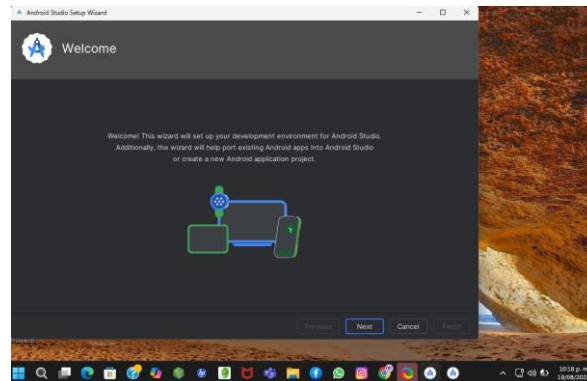 Android Studio Setup Wizard
Welcome
Welcome! This wizard will set up your development environment for Android Studio.
Additionally, the wizard will help port existing Android apps into Android Studio
or create a new Android application project.
Previous
Next
Cancel
Finish
10:18 p.